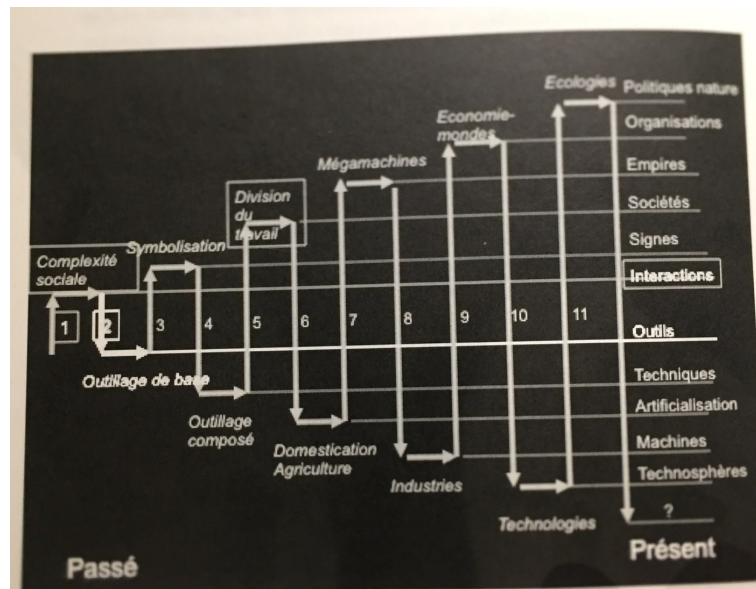 Ecologies
Politiques nature
Economie-
mondes
Organisations
Mégamachines
Empires
Division
du
travail
Sociétés
Symbolisation
Signes
Complexité
sociale
Interactions
1
2
3
4
5
6
7
8
9
10
11
Outils
Outillage de base
Techniques
Outillage
composé
Artificialisation
Domestication
Agriculture
Machines
Industries
Technosphères
Technologies
?
Passé
Présent